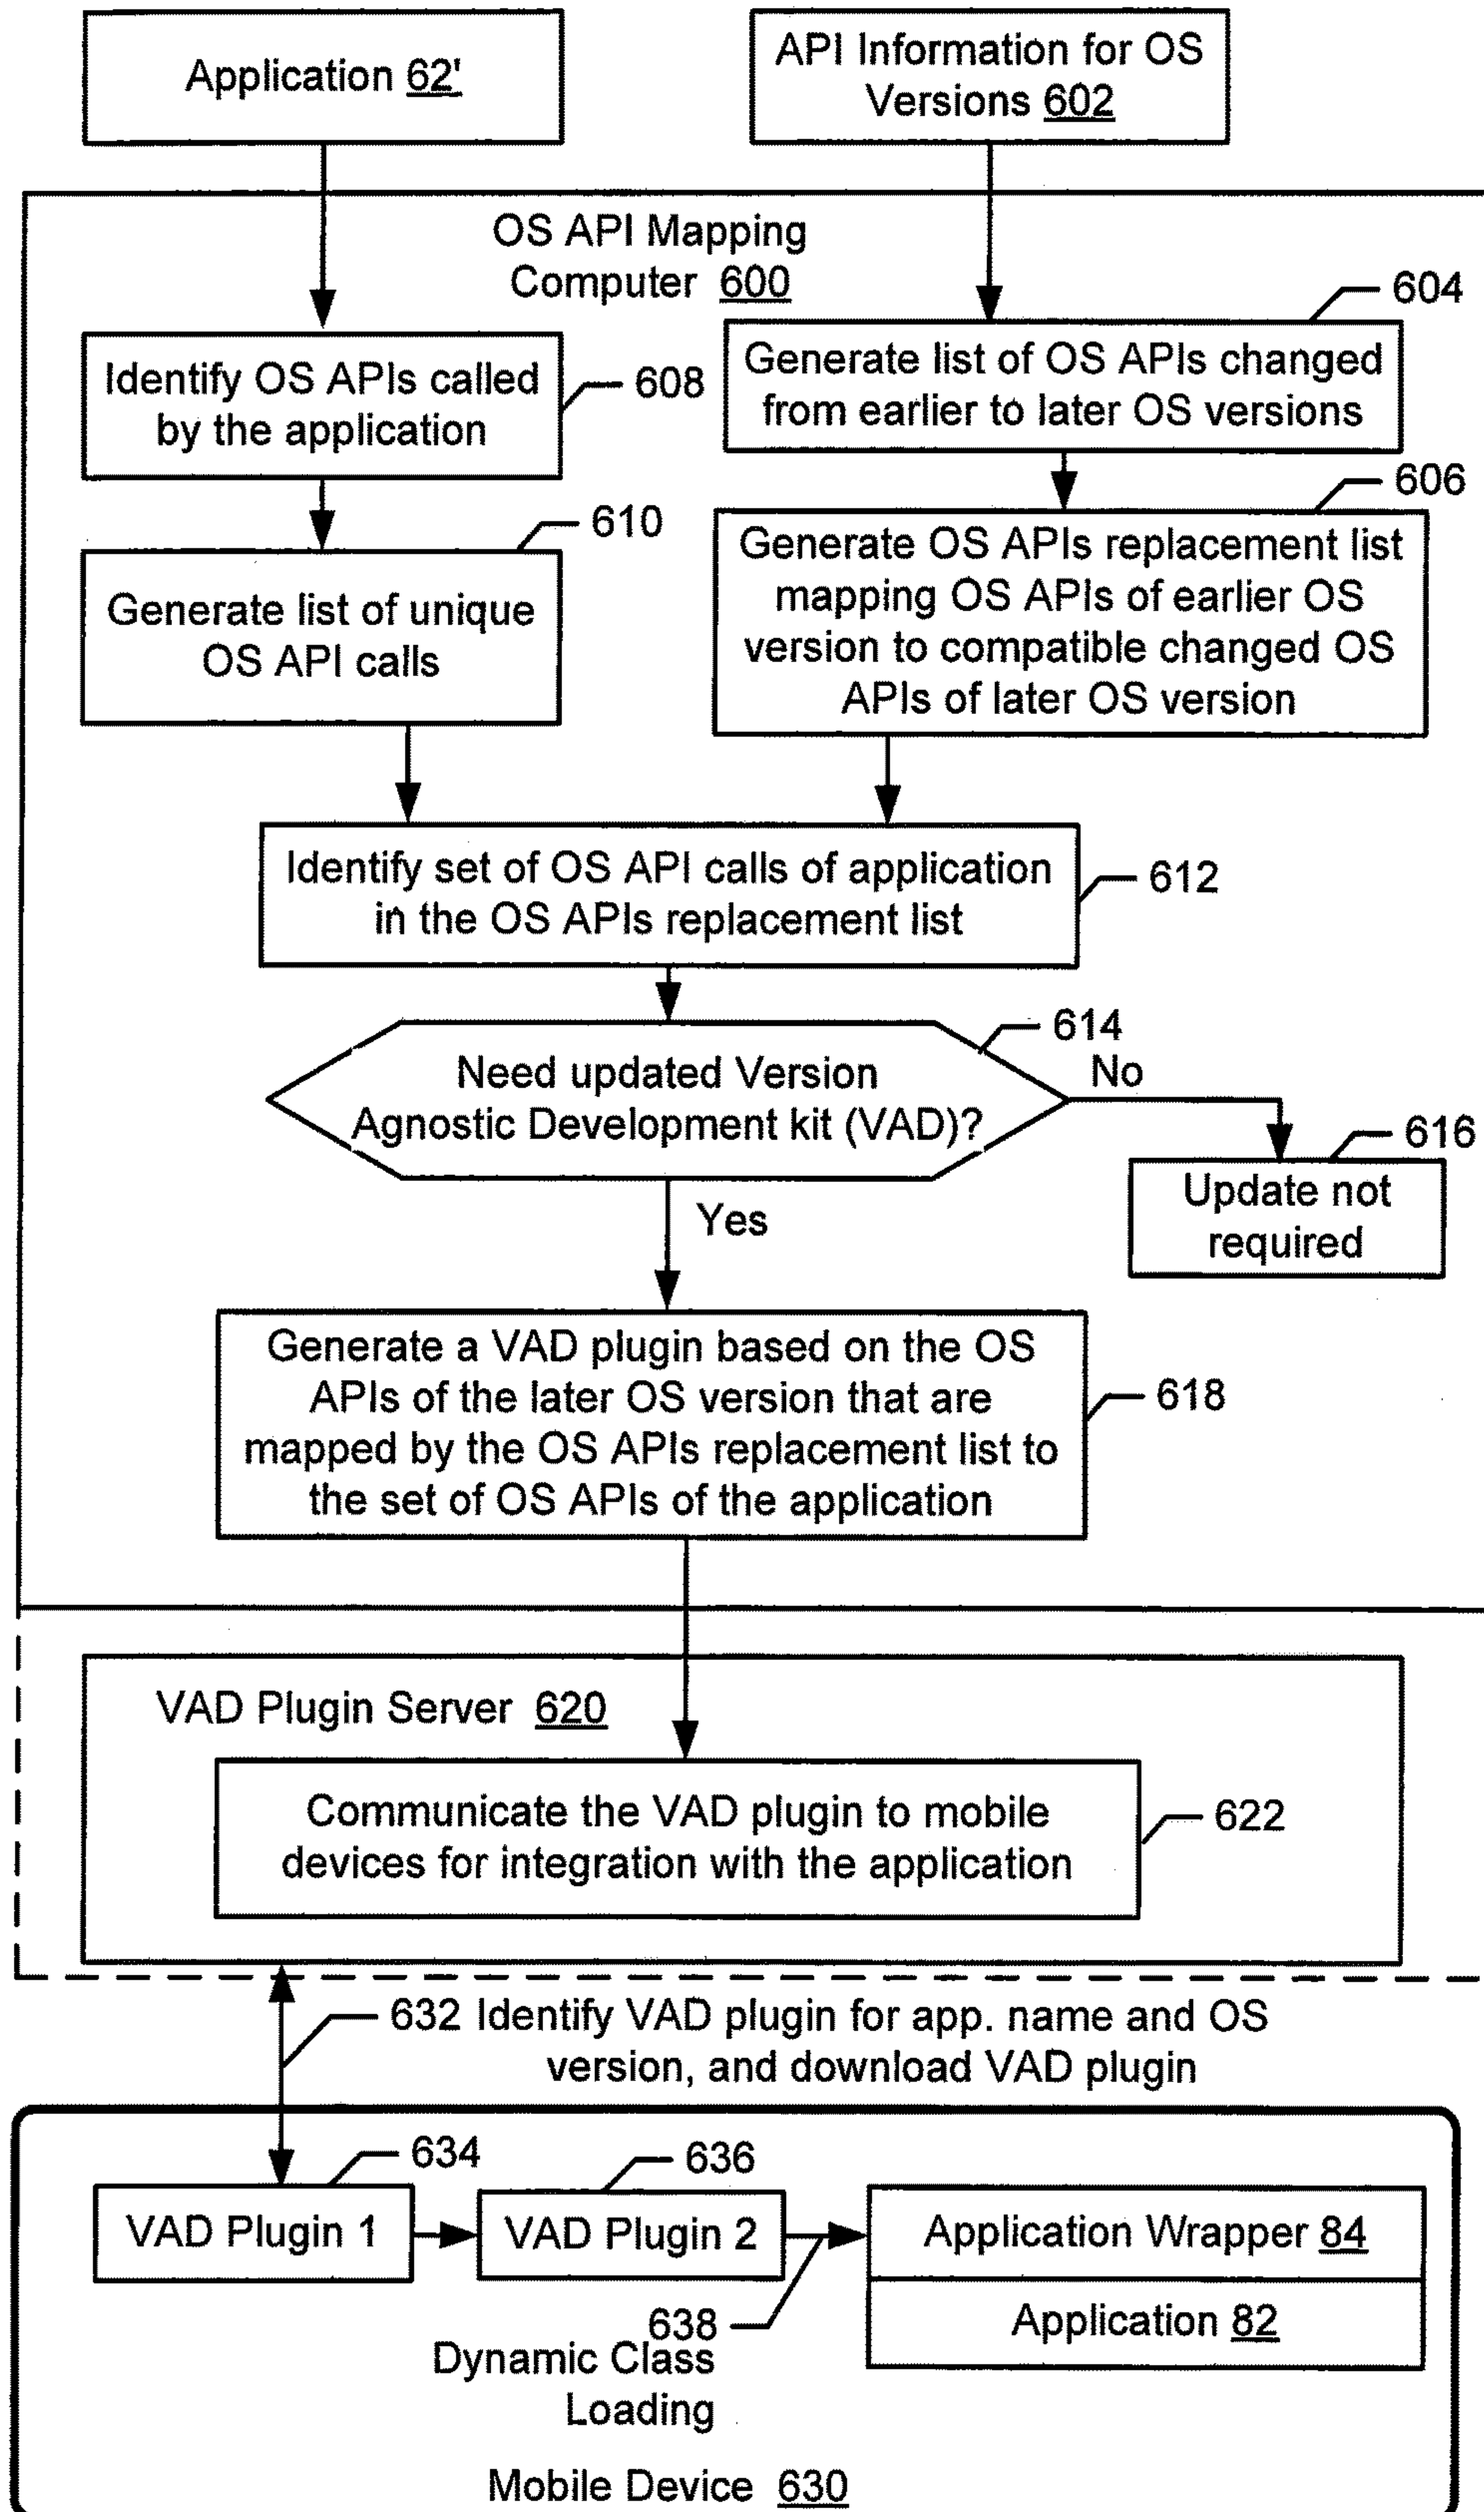 Application 62'
API Information for OS
Versions 602
OS API Mapping
Computer 600
604
Identify OS APIs called
by the application
608
Generate list of OS APIs changed
from earlier to later OS versions
606
610
Generate list of unique
OS API calls
Generate OS APIs replacement list
mapping OS APIs of earlier OS
version to compatible changed OS
APIs of later OS version
Identify set of OS API calls of application
in the OS APIs replacement list
612
614
Need updated Version
Agnostic Development kit (VAD)?
No
616
Update not
required
Yes
Generate a VAD plugin based on the OS
APIs of the later OS version that are
mapped by the OS APIs replacement list to
the set of OS APIs of the application
618
VAD Plugin Server 620
Communicate the VAD plugin to mobile
devices for integration with the application
622
632 Identify VAD plugin for app. name and OS
version, and download VAD plugin
634
636
VAD Plugin 1
VAD Plugin 2
Application Wrapper 84
Application 82
638
Dynamic Class
Loading
Mobile Device 630